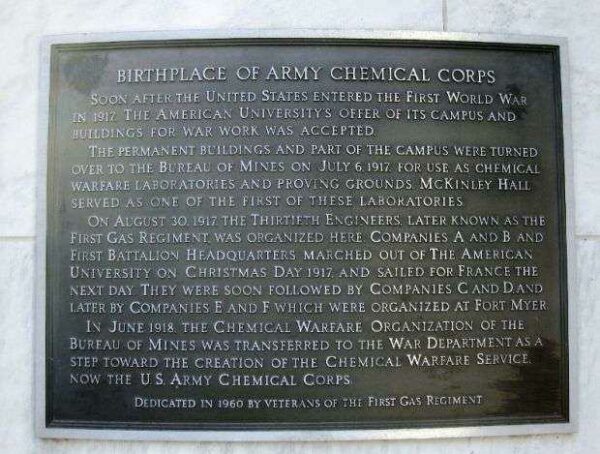 BIRTHPLACE OF ARMY CHEMICAL CORPS
SOON AFTER THE UNITED STATES ENTERED THE FIRST WORLD WAR
IN 1917, THE AMERICAN UNIVERSITY'S OFFER OF ITS CAMPUS AND
BUILDINGS FOR WAR WORK WAS ACCEPTED.
THE PERMANENT BUILDINGS AND PART OF THE CAMPUS WERE TURNED
OVER TO THE BUREAU OF MINES ON JULY 6, 1917, FOR USE AS CHEMICAL
WARFARE LABORATORIES AND PROVING GROUNDS. MCKINLEY HALL
SERVED AS ONE OF THE FIRST OF THESE LABORATORIES.
ON AUGUST 30, 1917, THE THIRTIETH ENGINEERS, LATER KNOWN AS THE
FIRST GAS REGIMENT, WAS ORGANIZED HERE. COMPANIES A AND B AND
FIRST BATTALION HEADQUARTERS MARCHED OUT OF THE AMERICAN
UNIVERSITY ON CHRISTMAS DAY 1917, AND SAILED FOR FRANCE THE
NEXT DAY. THEY WERE SOON FOLLOWED BY COMPANIES C AND D, AND
LATER BY COMPANIES E AND F WHICH WERE ORGANIZED AT FORT MYER.
IN JUNE 1918, THE CHEMICAL WARFARE ORGANIZATION OF THE
BUREAU OF MINES WAS TRANSFERRED TO THE WAR DEPARTMENT AS A
STEP TOWARD THE CREATION OF THE CHEMICAL WARFARE SERVICE,
NOW THE U.S. ARMY CHEMICAL CORPS.
DEDICATED IN 1960 BY VETERANS OF THE FIRST GAS REGIMENT